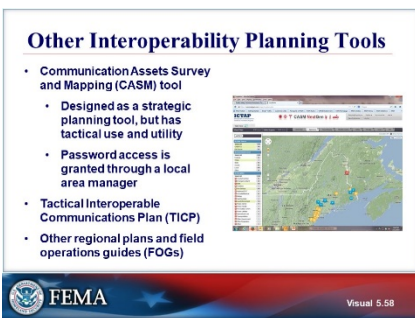 Other Interoperability Planning Tools
• Communication Assets Survey
and Mapping (CASM) tool
• Designed as a strategic
planning tool, but has
tactical use and utility
• Password access is
granted through a local
area manager
• Tactical Interoperable
Communications Plan (TICP)
• Other regional plans and field
operations guides (FOGs)
ICTAP
FEMA
Visual 5.58